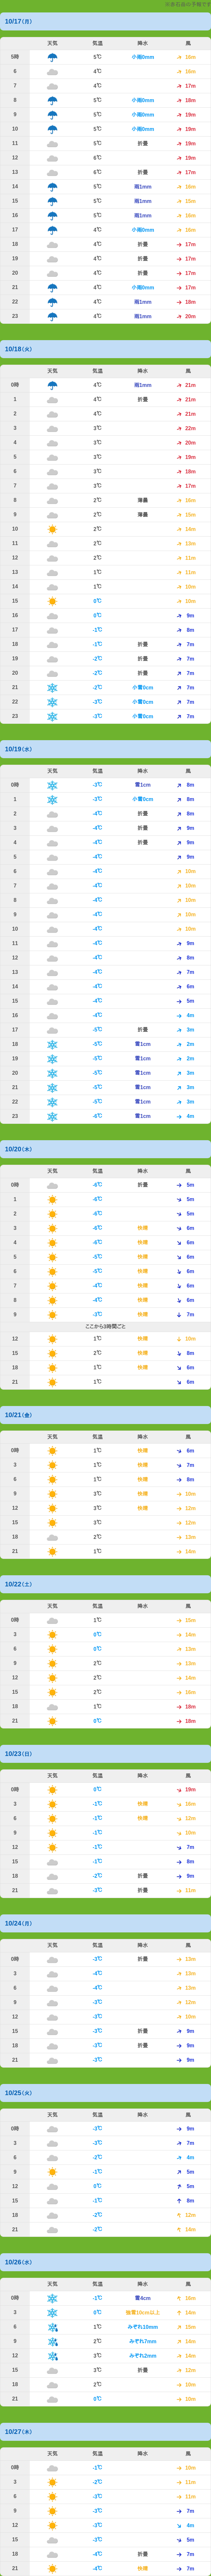 ※各右曲の手稲です
10/17(月)
天気 気温 降水 風
5時 5℃ 小雨0mm 16m
6 4℃ 16m
7 4℃ 17m
8 5℃ 小雨0mm 18m
9 5℃ 小雨0mm 19m
10 5℃ 小雨0mm 19m
11 5℃ 折曇 19m
12 6℃ 19m
13 6℃ 折曇 17m
14 5℃ 雨1mm 16m
15 5℃ 雨1mm 15m
16 5℃ 雨1mm 16m
17 4℃ 小雨0mm 16m
18 4℃ 折曇 17m
19 4℃ 折曇 17m
20 4℃ 折曇 17m
21 4℃ 小雨0mm 17m
22 4℃ 雨1mm 18m
23 4℃ 雨1mm 20m
10/18(火)
天気 気温 降水 風
0時 4℃ 雨1mm 21m
1 4℃ 折曇 21m
2 4℃ 21m
3 3℃ 22m
4 3℃ 20m
5 3℃ 19m
6 3℃ 18m
7 3℃ 17m
8 2℃ 薄曇 16m
9 2℃ 薄曇 15m
10 2℃ 14m
11 2℃ 13m
12 2℃ 11m
13 1℃ 11m
14 1℃ 10m
15 0℃ 10m
16 0℃ 9m
17 -1℃ 8m
18 -1℃ 折曇 7m
19 -2℃ 折曇 7m
20 -2℃ 折曇 7m
21 -2℃ 小雪0cm 7m
22 -3℃ 小雪0cm 7m
23 -3℃ 小雪0cm 7m
10/19(水)
天気 気温 降水 風
0時 -3℃ 雪1cm 8m
1 -3℃ 小雪0cm 8m
2 -4℃ 折曇 8m
3 -4℃ 折曇 9m
4 -4℃ 折曇 9m
5 -4℃ 9m
6 -4℃ 10m
7 -4℃ 10m
8 -4℃ 10m
9 -4℃ 10m
10 -4℃ 10m
11 -4℃ 9m
12 -4℃ 8m
13 -4℃ 7m
14 -4℃ 6m
15 -4℃ 5m
16 -4℃ 4m
17 -5℃ 折曇 3m
18 -5℃ 雪1cm 2m
19 -5℃ 雪1cm 2m
20 -5℃ 雪1cm 3m
21 -5℃ 雪1cm 3m
22 -5℃ 雪1cm 3m
23 -6℃ 雪1cm 4m
10/20(木)
天気 気温 降水 風
0時 -6℃ 折曇 5m
1 -6℃ 5m
2 -6℃ 5m
3 -6℃ 快晴 6m
4 -6℃ 快晴 6m
5 -5℃ 快晴 6m
6 -5℃ 快晴 6m
7 -4℃ 快晴 6m
8 -4℃ 快晴 6m
9 -3℃ 快晴 7m
ここから3時間ごと
12 1℃ 快晴 10m
15 2℃ 快晴 8m
18 1℃ 快晴 6m
21 1℃ 6m
10/21(金)
天気 気温 降水 風
0時 1℃ 快晴 6m
3 1℃ 快晴 7m
6 1℃ 快晴 8m
9 3℃ 快晴 10m
12 3℃ 快晴 12m
15 3℃ 12m
18 2℃ 13m
21 1℃ 14m
10/22(土)
天気 気温 降水 風
0時 1℃ 15m
3 0℃ 14m
6 0℃ 13m
9 2℃ 13m
12 2℃ 14m
15 2℃ 16m
18 1℃ 18m
21 0℃ 18m
10/23(日)
天気 気温 降水 風
0時 0℃ 19m
3 -1℃ 快晴 16m
6 -1℃ 快晴 12m
9 -1℃ 10m
12 -1℃ 7m
15 -1℃ 8m
18 -2℃ 折曇 9m
21 -3℃ 折曇 11m
10/24(月)
天気 気温 降水 風
0時 -3℃ 折曇 13m
3 -4℃ 13m
6 -4℃ 13m
9 -3℃ 12m
12 -3℃ 10m
15 -3℃ 折曇 9m
18 -3℃ 折曇 9m
21 -3℃ 9m
10/25(火)
天気 気温 降水 風
0時 -3℃ 9m
3 -3℃ 7m
6 -2℃ 4m
9 -1℃ 5m
12 0℃ 5m
15 -1℃ 8m
18 -2℃ 12m
21 -2℃ 14m
10/26(水)
天気 気温 降水 風
0時 -1℃ 雪4cm 16m
3 0℃ 強雪10cm以上 14m
6 1℃ みぞれ10mm 15m
9 2℃ みぞれ7mm 14m
12 3℃ みぞれ2mm 14m
15 3℃ 折曇 12m
18 2℃ 10m
21 0℃ 10m
10/27(木)
天気 気温 降水 風
0時 -1℃ 10m
3 -2℃ 11m
6 -3℃ 11m
9 -3℃ 7m
12 -3℃ 4m
15 -3℃ 5m
18 -4℃ 折曇 7m
21 -4℃ 快晴 7m